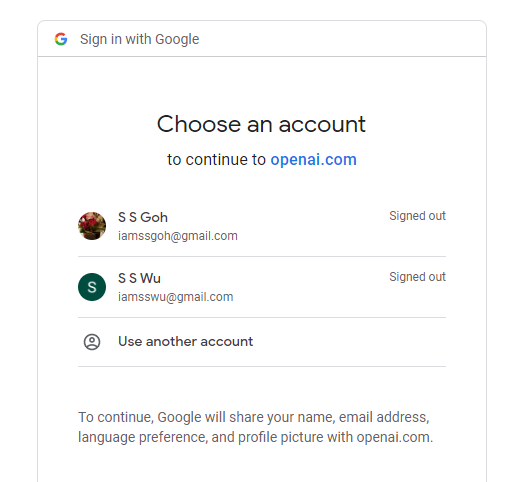 Sign in with Google
Choose an account
to continue to openai.com
S S Goh
Signed out
iamssgoh@gmail.com
S
S S Wu
Signed out
iamsswu@gmail.com
Use another account
To continue, Google will share your name, email address,
language preference, and profile picture with openai.com.